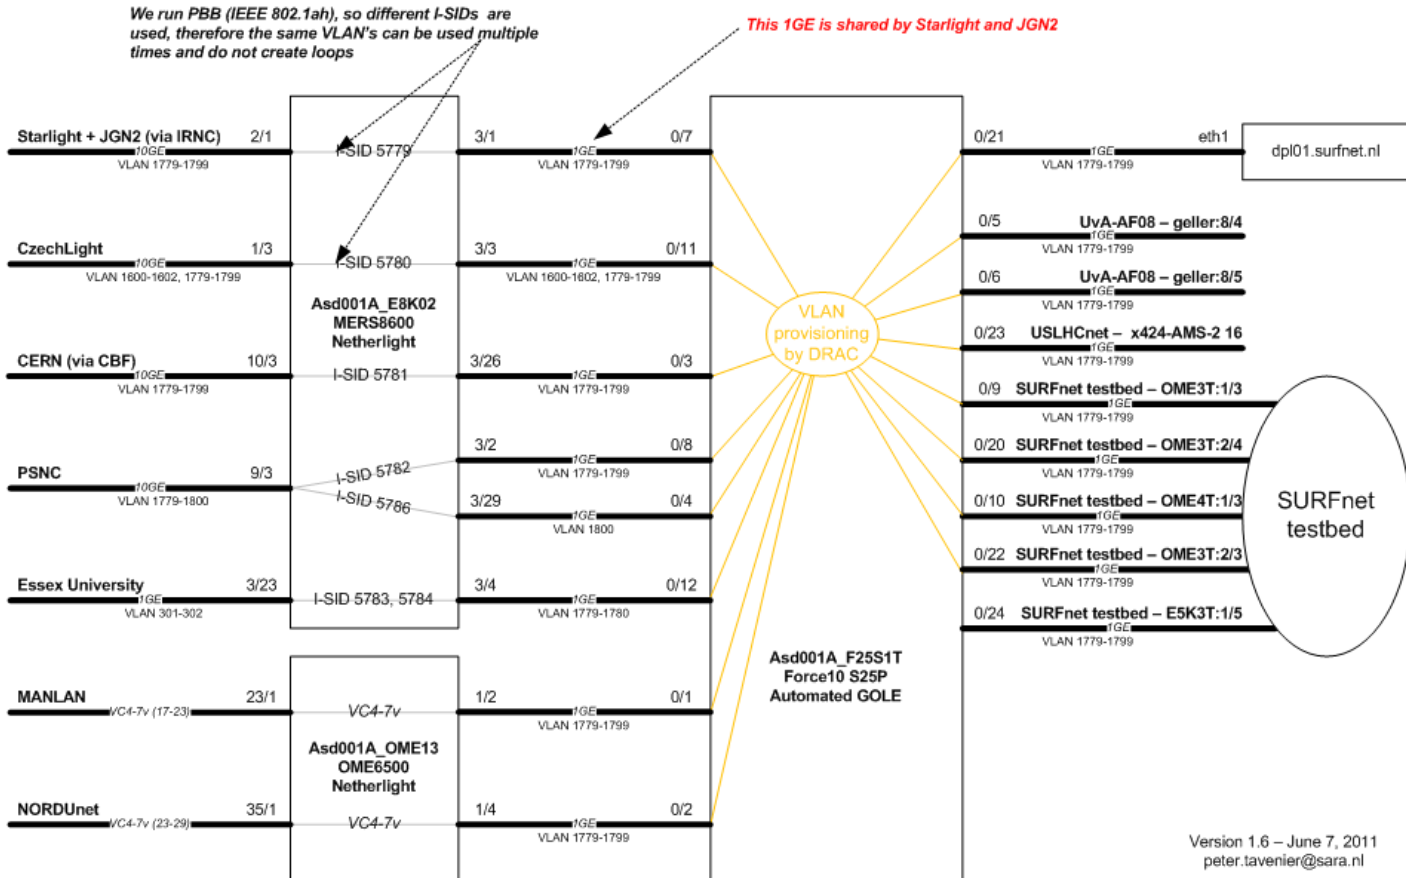 We run PBB (IEEE 802.1ah), so different I-SIDs are
used, therefore the same VLAN's can be used multiple
times and do not create loops
This 1GE is shared by Starlight and JGN2
Starlight + JGN2 (via IRNC) 2/1
10GE
VLAN 1779-1799
I-SID 5779
3/1 0/7
1GE
VLAN 1779-1799
0/21 eth1
1GE
VLAN 1779-1799
dpl01.surfnet.nl
CzechLight 1/3
10GE
VLAN 1600-1602, 1779-1799
I-SID 5780
3/3 0/11
1GE
VLAN 1600-1602, 1779-1799
0/5 UvA-AF08 – geller:8/4
1GE
VLAN 1779-1799
0/6 UvA-AF08 – geller:8/5
1GE
VLAN 1779-1799
Asd001A_E8K02
MERS8600
Netherlight
VLAN
provisioning
by DRAC
0/23 USLHCnet – x424-AMS-2 16
1GE
VLAN 1779-1799
CERN (via CBF) 10/3
10GE
VLAN 1779-1799
I-SID 5781
3/26 0/3
1GE
VLAN 1779-1799
0/9 SURFnet testbed – OME3T:1/3
1GE
VLAN 1779-1799
PSNC 9/3
10GE
VLAN 1779-1800
I-SID 5782
I-SID 5786
3/2 0/8
1GE
VLAN 1779-1799
3/29 0/4
1GE
VLAN 1800
0/20 SURFnet testbed – OME3T:2/4
1GE
VLAN 1779-1799
0/10 SURFnet testbed – OME4T:1/3
1GE
VLAN 1779-1799
SURFnet
testbed
0/22 SURFnet testbed – OME3T:2/3
1GE
VLAN 1779-1799
Essex University 3/23
1GE
VLAN 301-302
I-SID 5783, 5784
3/4 0/12
1GE
VLAN 1779-1780
0/24 SURFnet testbed – E5K3T:1/5
1GE
VLAN 1779-1799
Asd001A_F25S1T
Force10 S25P
Automated GOLE
MANLAN 23/1
VC4-7v (17-23)
VC4-7v
1/2 0/1
1GE
VLAN 1779-1799
Asd001A_OME13
OME6500
Netherlight
NORDUnet 35/1
VC4-7v (23-29)
VC4-7v
1/4 0/2
1GE
VLAN 1779-1799
Version 1.6 – June 7, 2011
peter.tavenier@sara.nl